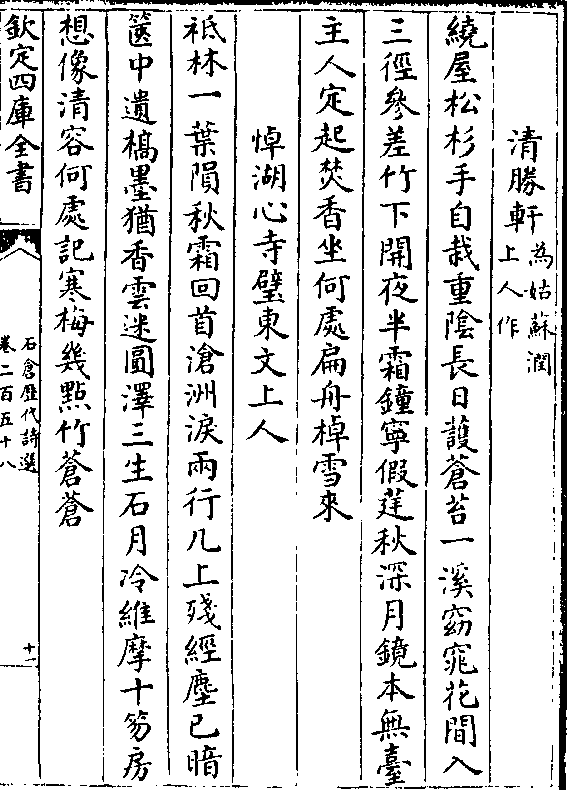 清勝軒為姑蘇潤上人作
繞屋松杉手自栽重陰長日護蒼苔一溪窈窕花間入
三徑參差竹下開夜半霜鐘寧假莛秋深月鏡本無臺
主人定起焚香坐何處扁舟棹雪來
悼湖心寺璧東文上人
祇林一葉隕秋霜回首滄洲淚兩行几上殘經塵已暗
篋中遺槁墨猶香雲迷圓澤三生石月冷維摩十笏房
想像清容何處記寒梅幾點竹蒼蒼
欽定四庫全書
石倉歷代詩選
卷二百五十八
十一